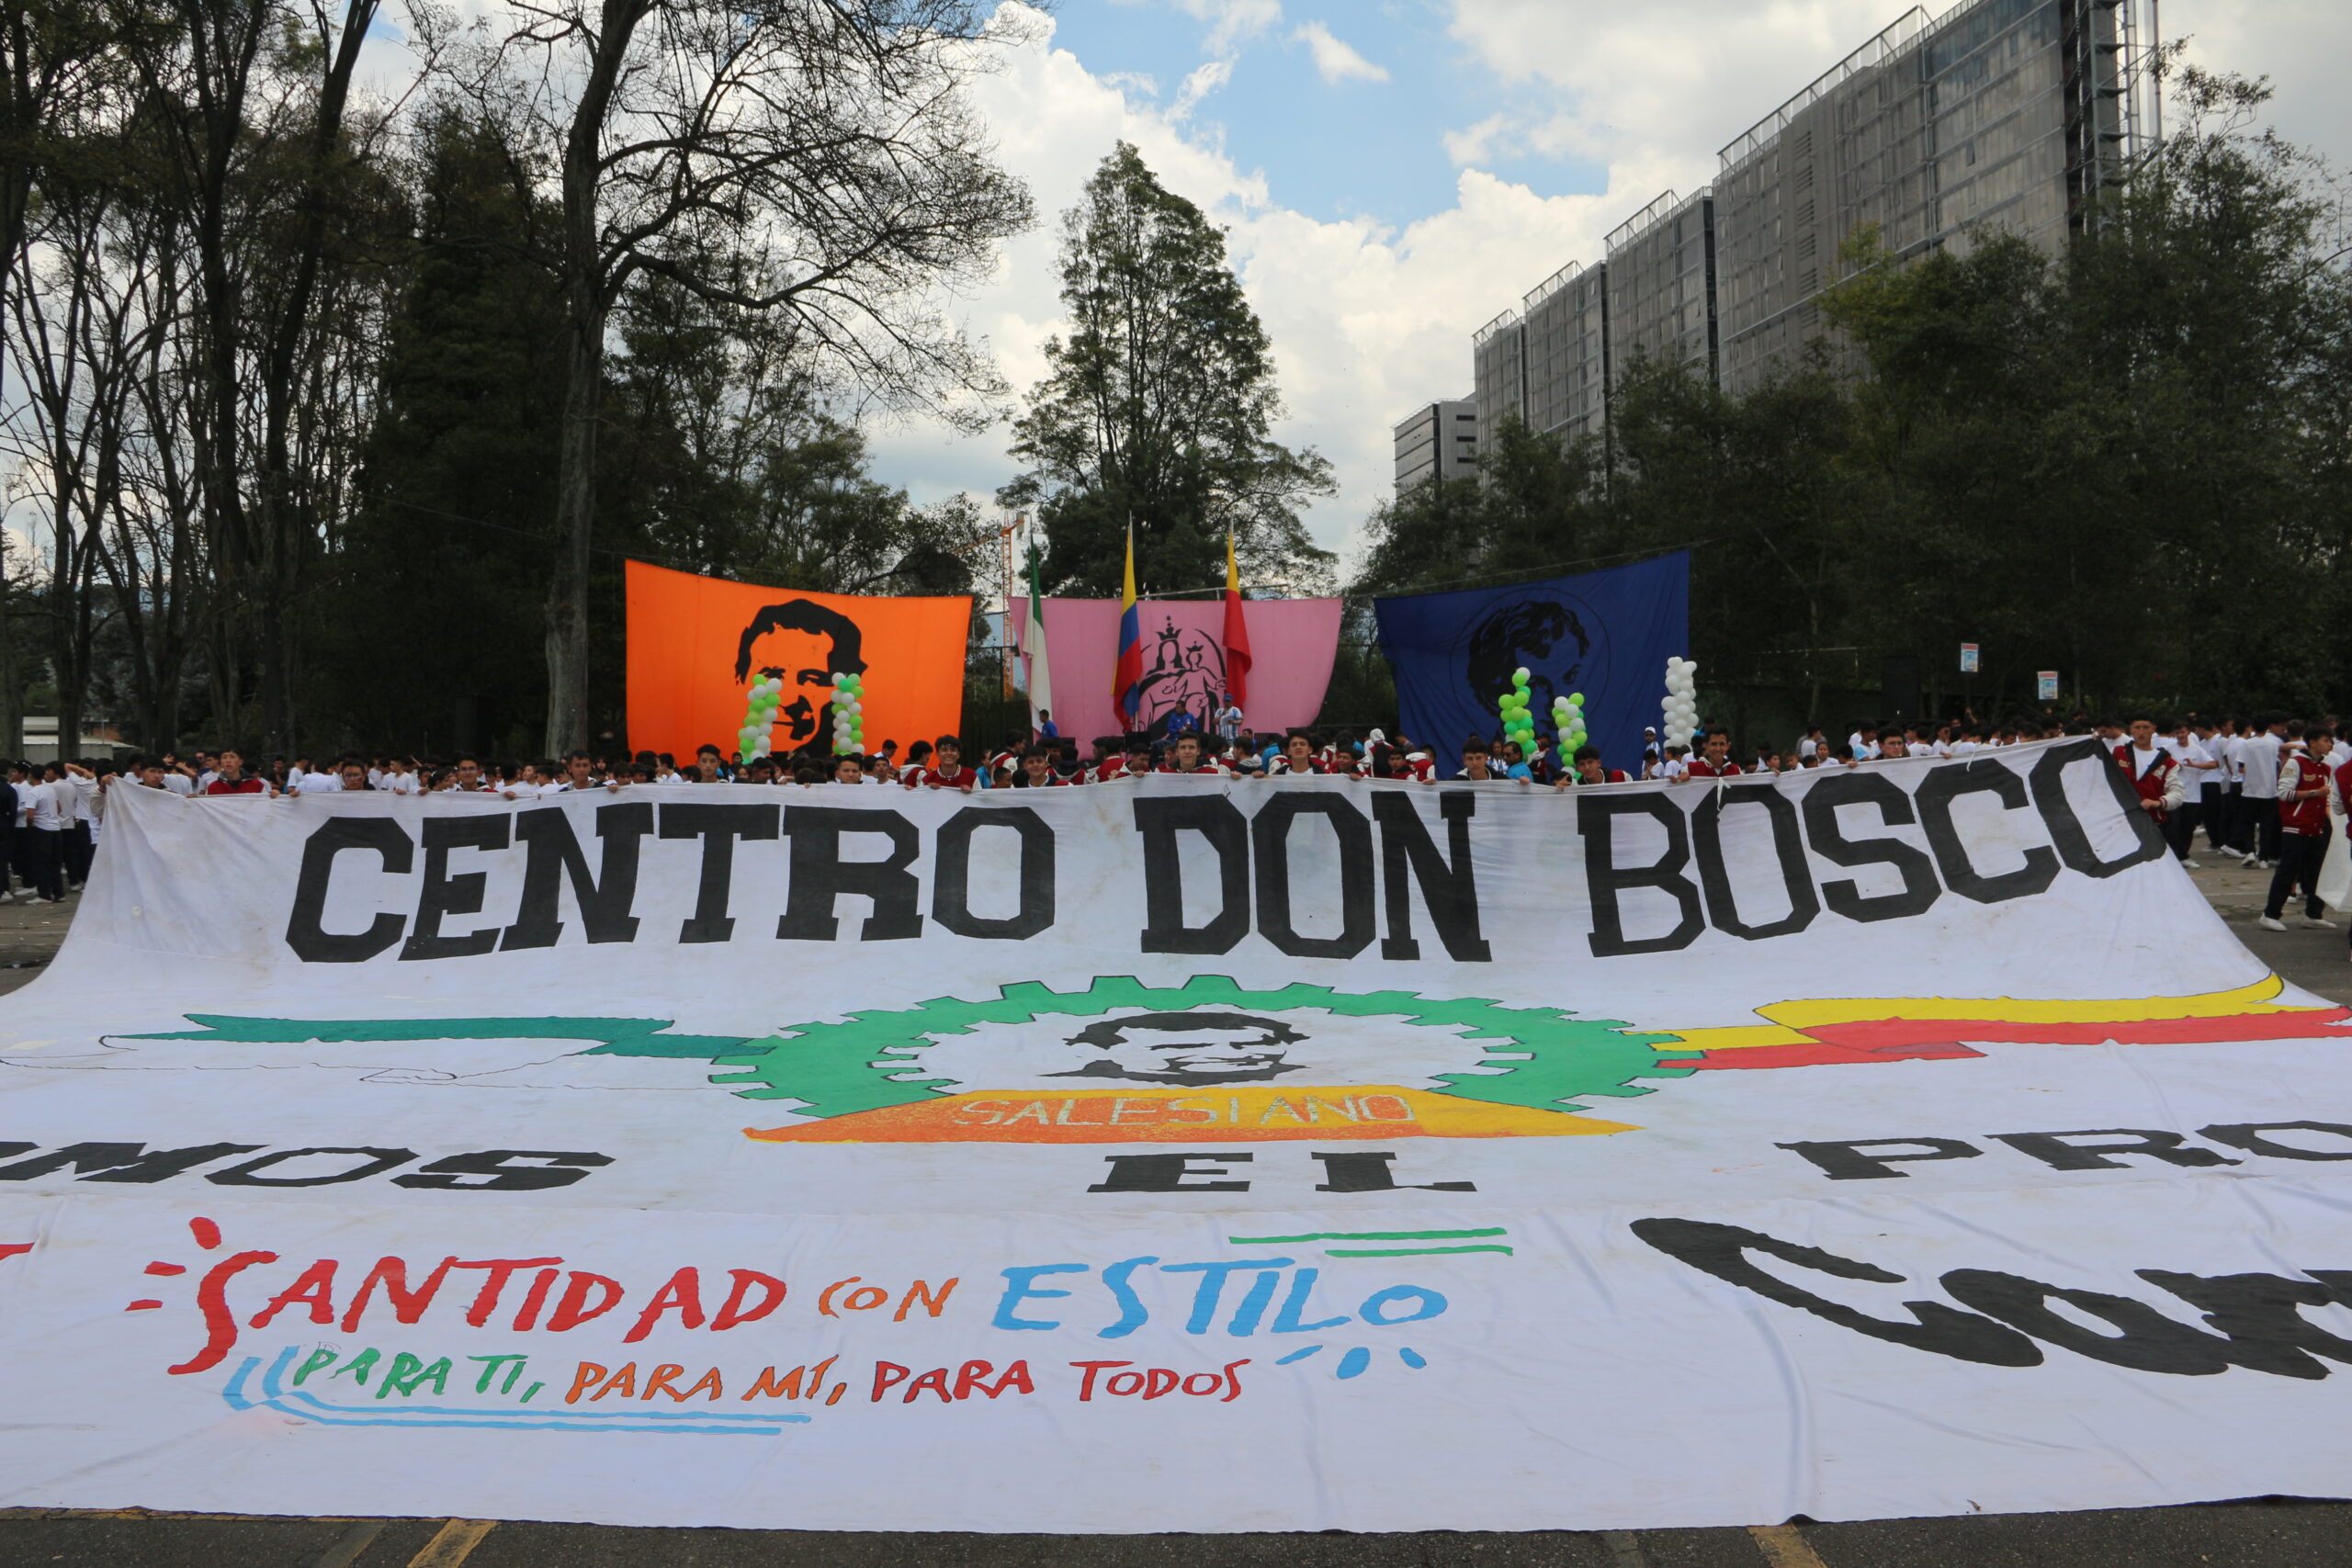 CENTRO DON BOSCO
SALESIANO
EL
SANTIDAD CON ESTILO
PARA TI, PARA MÍ, PARA TODOS